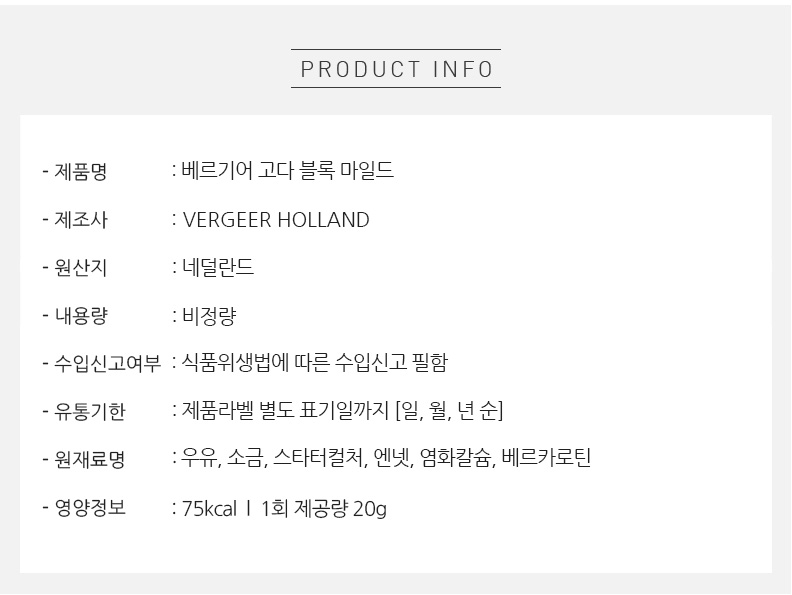 PRODUCT INFO
- 제품명 : 베르기어 고다 블록 마일드
- 제조사 : VERGEER HOLLAND
- 원산지 : 네덜란드
- 내용량 : 비정량
- 수입신고여부 : 식품위생법에 따른 수입신고 필함
- 유통기한 : 제품라벨 별도 표기일까지 [일, 월, 년 순]
- 원재료명 : 우유, 소금, 스타터컬처, 엔넷, 염화칼슘, 베르카로틴
- 영양정보 : 75kcal ㅣ 1회 제공량 20g